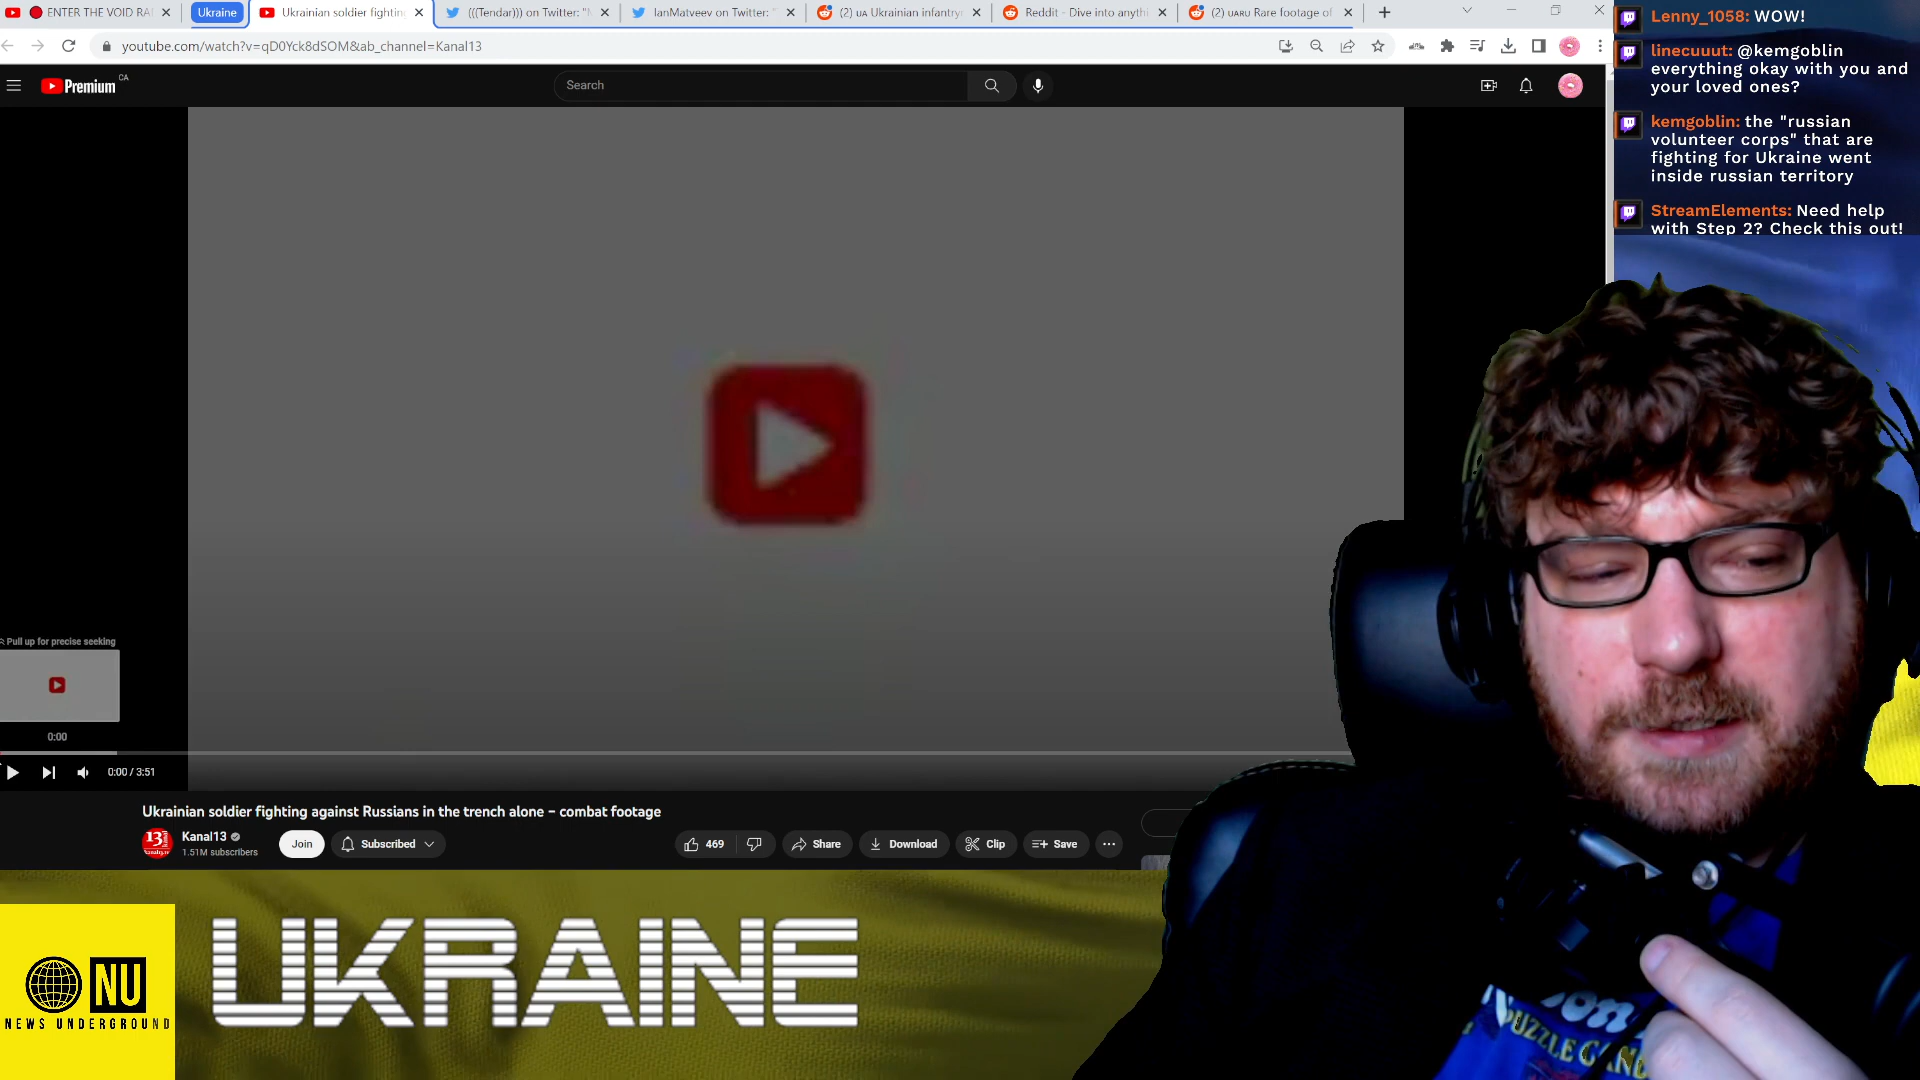 ENTER THE VOID RA
Ukraine
Ukrainian soldier fighting
(((Tendar))) on Twitter: "N
IanMatveev on Twitter: "
(2) UA Ukrainian infantry
Reddit - Dive into anythi
(2) UARU Rare footage of
youtube.com/watch?v=qD0Yck8dSOM&ab_channel=Kanal13
Premium
CA
Search
Lenny_1058: WOW!
linecuuut: @kemgoblin
everything okay with you and
your loved ones?
kemgoblin: the "russian
volunteer corps" that are
fighting for Ukraine went
inside russian territory
StreamElements: Need help
with Step 2? Check this out!
Pull up for precise seeking
0:00
0:00 / 3:51
Ukrainian soldier fighting against Russians in the trench alone – combat footage
13
Kanal13
1.51M subscribers
Join
Subscribed
469
Share
Download
Clip
Save
NU
NEWS UNDERGROUND
UKRAINE
PUZZLE